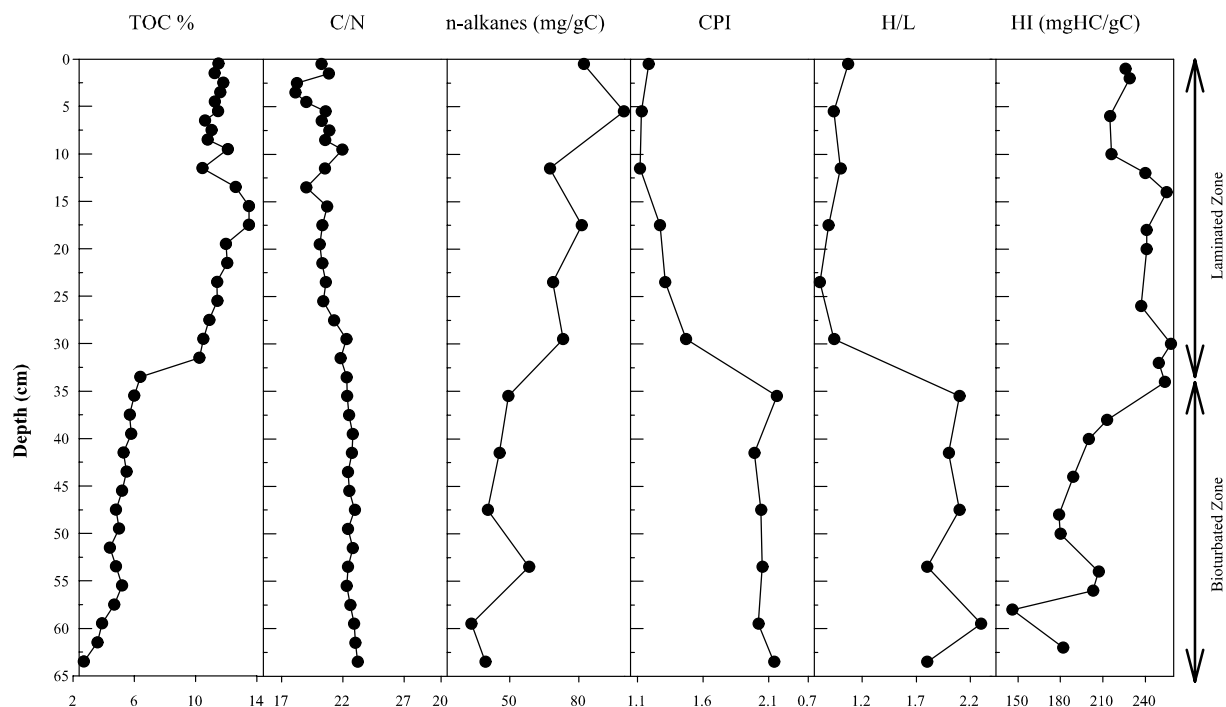 TOC % C/N n-alkanes (mg/gC) CPI H/L HI (mgHC/gC)
0
5
10
15
20
25
30
35
40
45
50
55
60
65
Depth (cm)
Laminated Zone
Bioturbated Zone
2 6 10 14 17 22 27 20 50 80 1.1 1.6 2.1 0.7 1.2 1.7 2.2 150 180 210 240